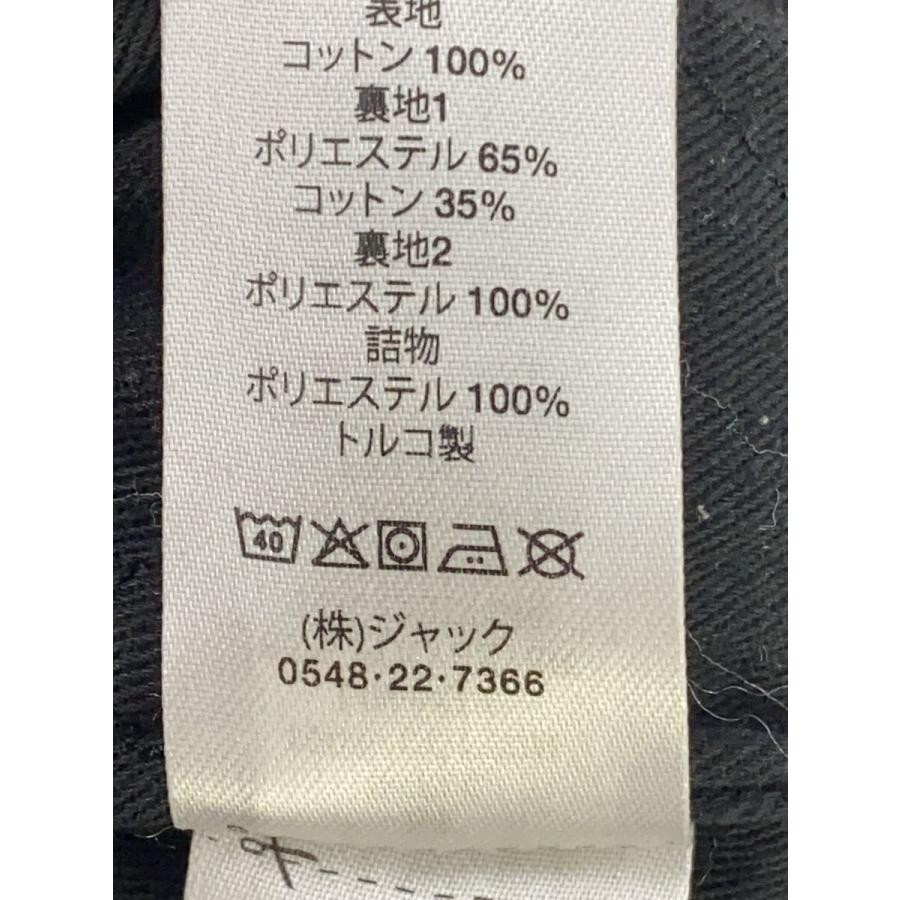 表地
コットン 100%
裏地1
ポリエステル 65%
コットン 35%
裏地2
ポリエステル 100%
詰物
ポリエステル 100%
トルコ製
40
(株)ジャック
0548·22·7366